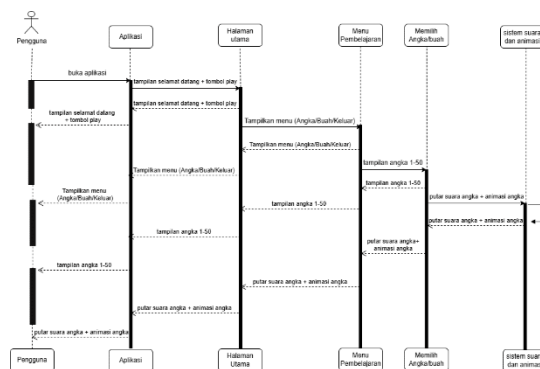 Pengguna
Aplikasi
Halaman
utama
Menu
Pembelajaran
Memilih
Angka/buah
sistem suara
dan animasi
buka aplikasi
tampilan selamat datang + tombol play
tampilan selamat datang + tombol play
tampilan selamat datang
+ tombol play
Tampilkan menu (Angka/Buah/Keluar)
Tampilkan menu (Angka/Buah/Keluar)
tampilan angka 1-50
Tampilkan menu (Angka/Buah/Keluar)
tampilan angka 1-50
Tampilkan menu
(Angka/Buah/Keluar)
putar suara angka + animasi angka
tampilan angka 1-50
putar suara angka + animasi angka
tampilan angka 1-50
putar suara angka+
animasi angka
tampilan angka 1-50
putar suara angka + animasi angka
putar suara angka + animasi angka
putar suara angka + animasi angka
Pengguna
Aplikasi
Halaman
Utama
Menu
Pembelajaran
Memilih
Angka/buah
sistem suara
dan animasi